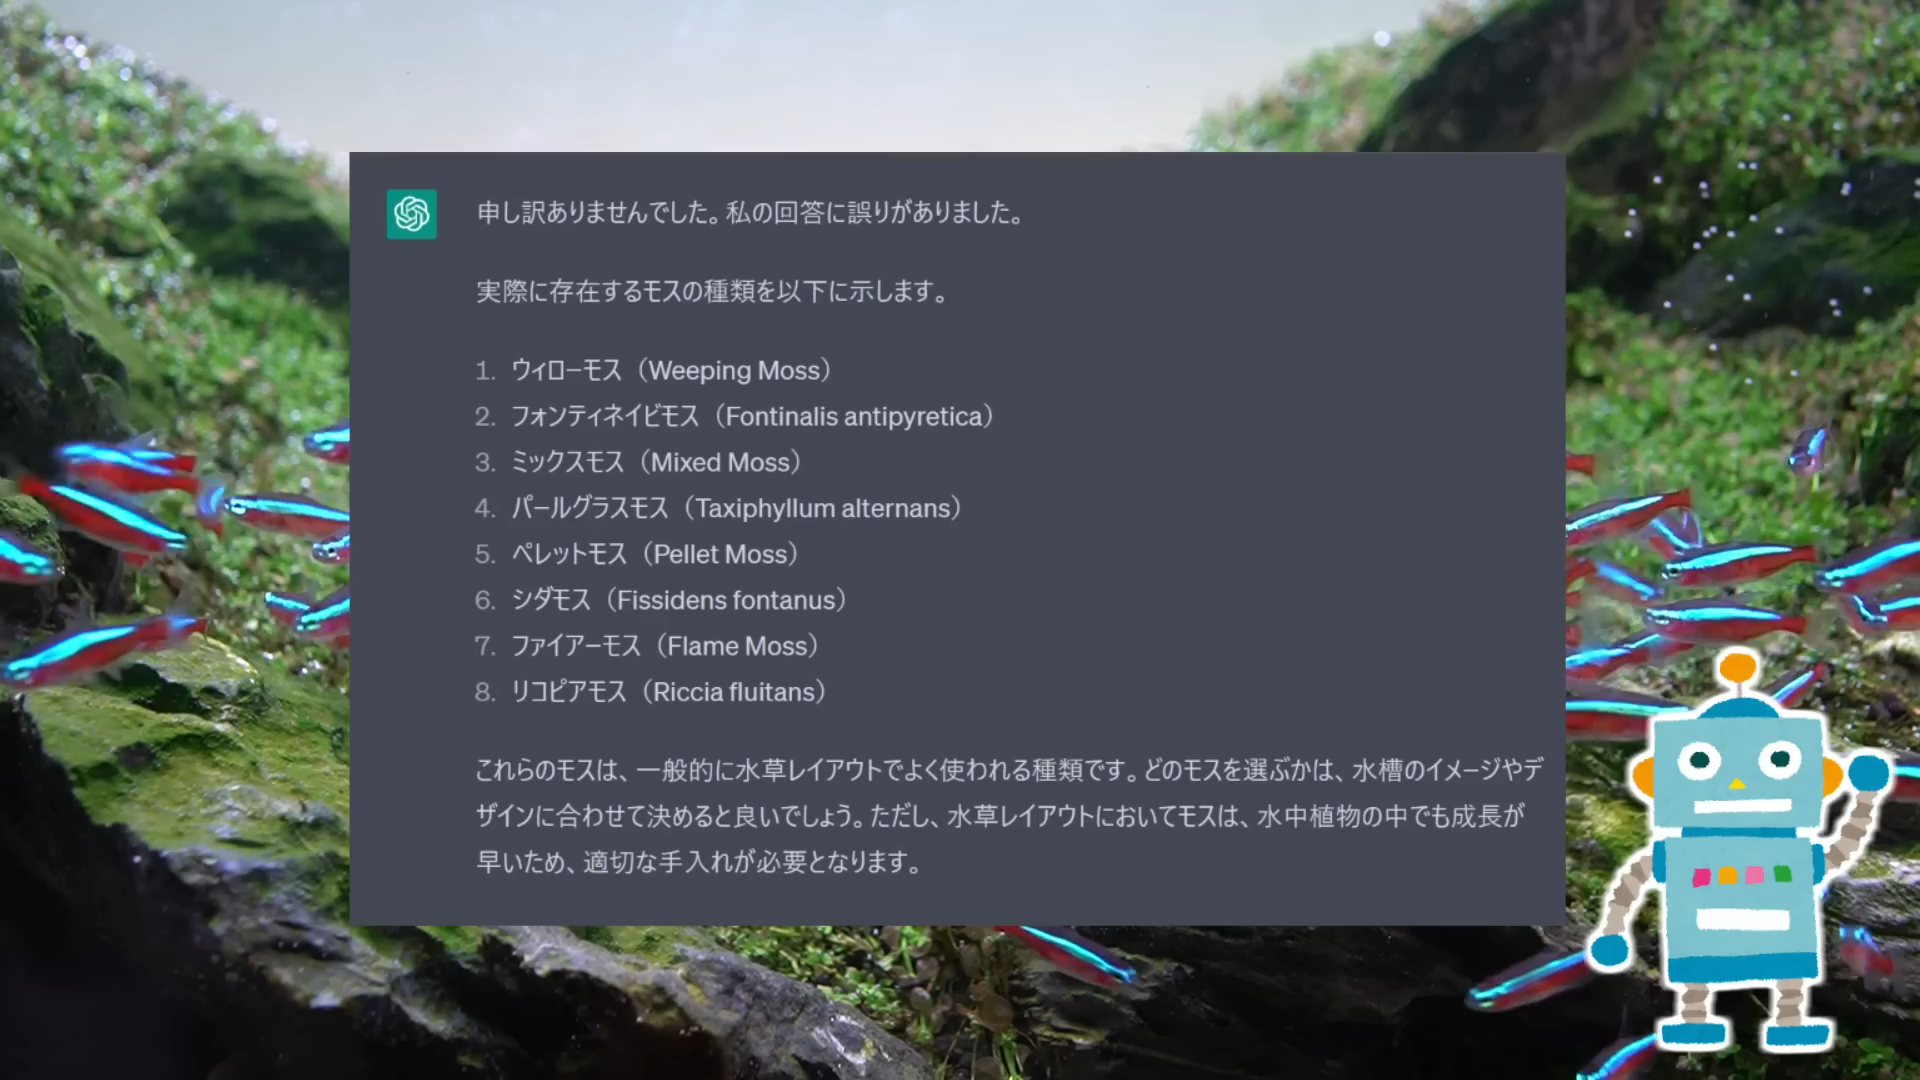 申し訳ありませんでした。私の回答に誤りがありました。
実際に存在するモスの種類を以下に示します。
1. ウィローモス（Weeping Moss）
2. フォンティネイビモス（Fontinalis antipyretica）
3. ミックスモス（Mixed Moss）
4. パールグラスモス（Taxiphyllum alternans）
5. ペレットモス（Pellet Moss）
6. シダモス（Fissidens fontanus）
7. ファイアーモス（Flame Moss）
8. リコピアモス（Riccia fluitans）
これらのモスは、一般的に水草レイアウトでよく使われる種類です。どのモスを選ぶかは、水槽のイメージやデ
ザインに合わせて決めると良いでしょう。ただし、水草レイアウトにおいてモスは、水中植物の中でも成長が
早いため、適切な手入れが必要となります。